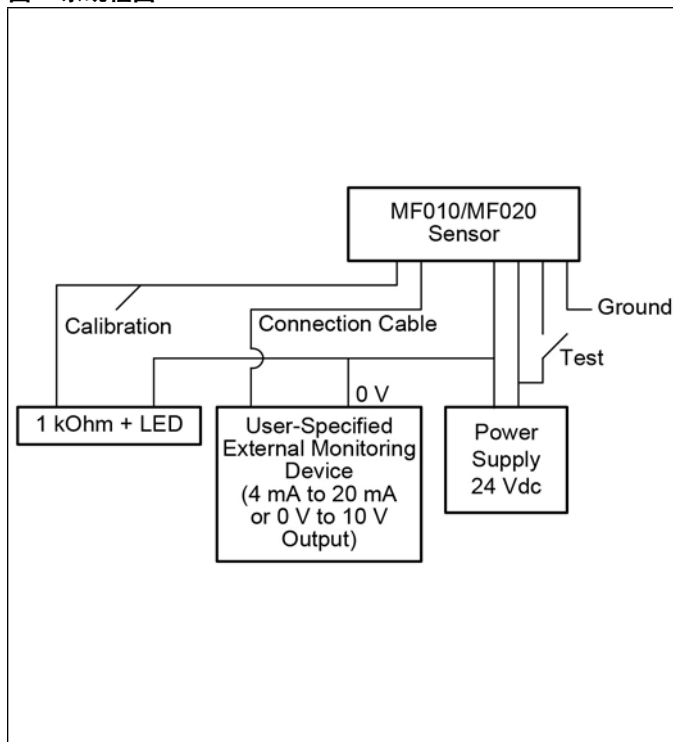 MF010/MF020
Sensor
Ground
Calibration
Connection Cable
Test
0 V
1 kOhm + LED
User-Specified
External Monitoring
Device
(4 mA to 20 mA
or 0 V to 10 V
Output)
Power
Supply
24 Vdc